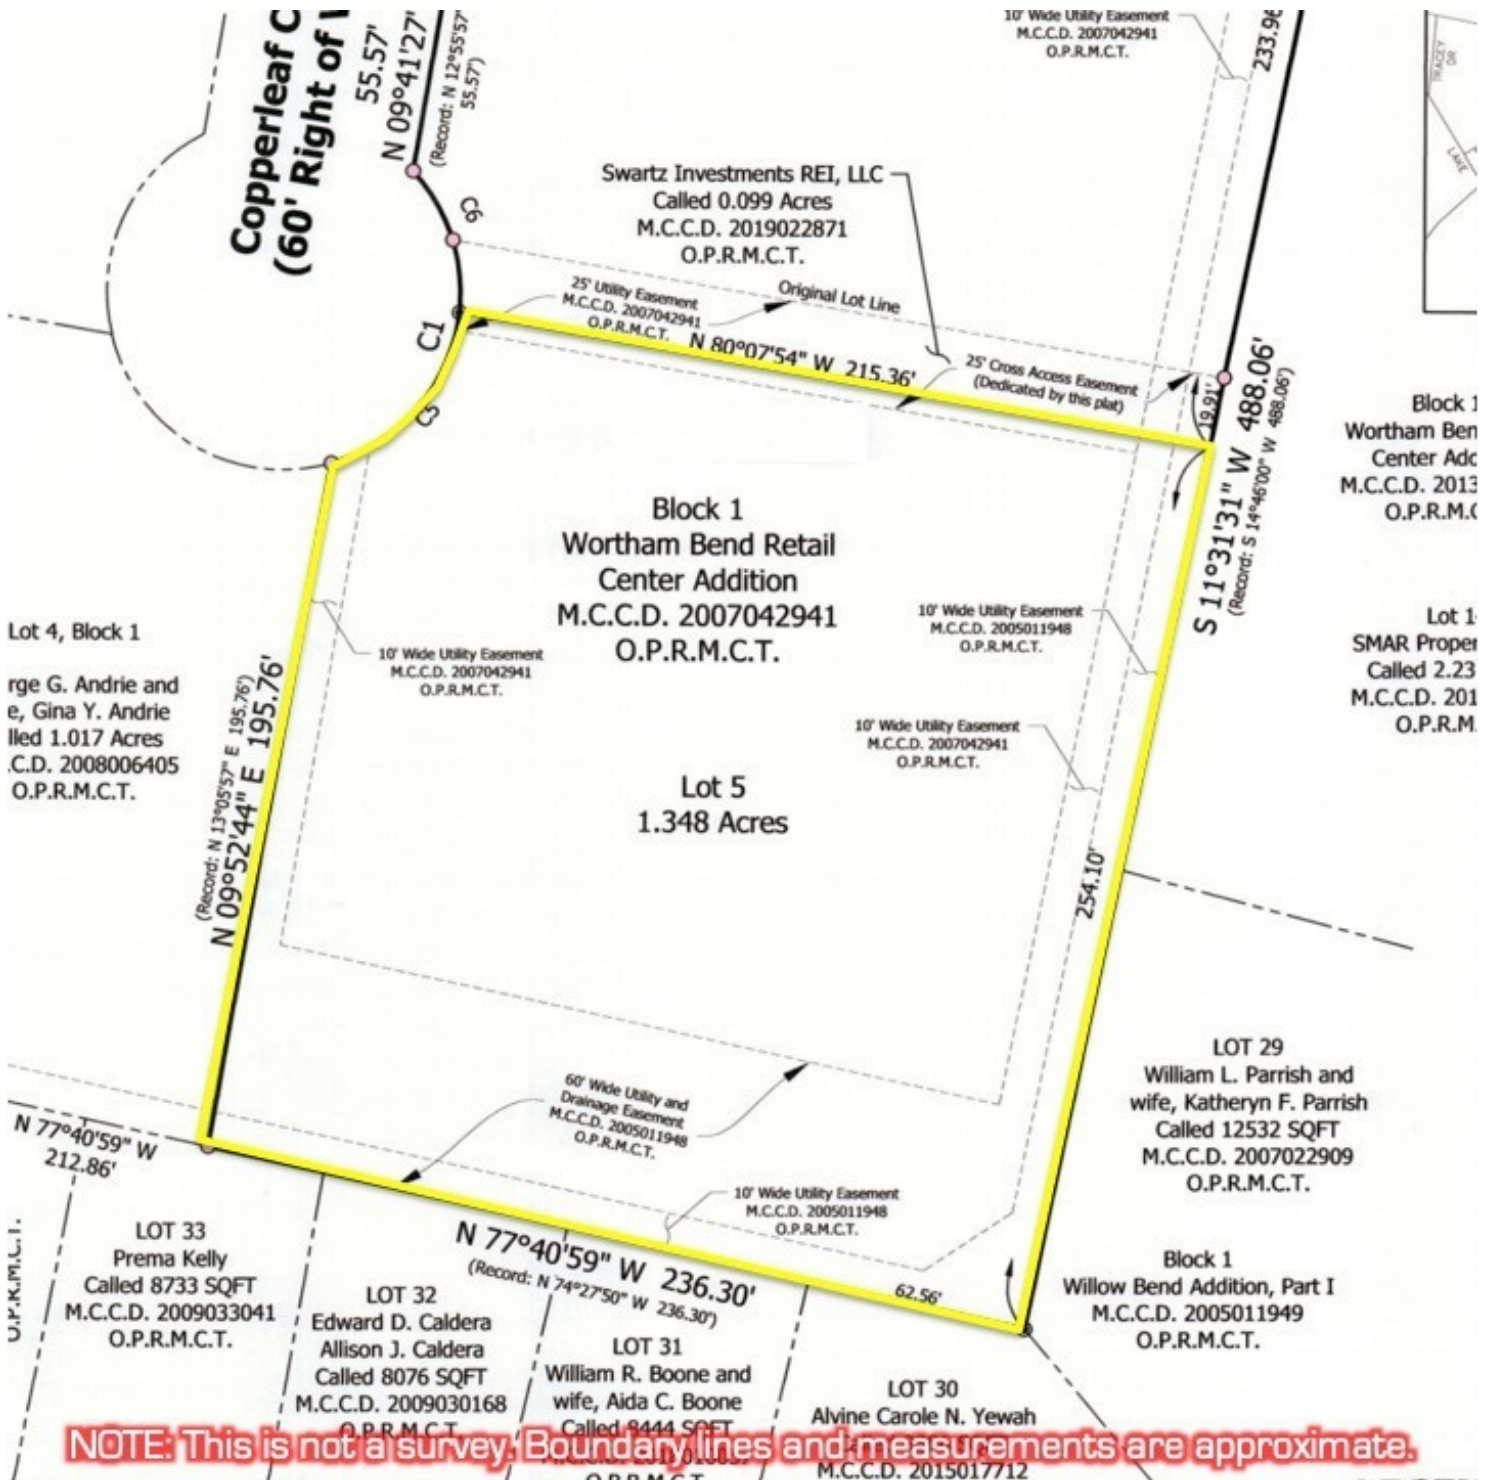 Copperleaf C
(60' Right of
55.57'
N 09°41'27"
(Record: N 12°55'57"
55.57')
10' Wide Utility Easement
M.C.C.D. 2007042941
O.P.R.M.C.T.
233.96
TRACEY
DR
LAKE
C6
Swartz Investments REI, LLC
Called 0.099 Acres
M.C.C.D. 2019022871
O.P.R.M.C.T.
25' Utility Easement
M.C.C.D. 2007042941
O.P.R.M.C.T.
Original Lot Line
C1
N 80°07'54" W 215.36'
25' Cross Access Easement
(Dedicated by this plat)
19.91'
S 11°31'31" W 488.06'
(Record: S 14°46'00" W 488.06')
Block 1
Wortham Ben
Center Add
M.C.C.D. 2013
O.P.R.M.C
Block 1
Wortham Bend Retail
Center Addition
M.C.C.D. 2007042941
O.P.R.M.C.T.
10' Wide Utility Easement
M.C.C.D. 2005011948
O.P.R.M.C.T.
Lot 4, Block 1
rge G. Andrie and
e, Gina Y. Andrie
lled 1.017 Acres
.C.D. 2008006405
O.P.R.M.C.T.
10' Wide Utility Easement
M.C.C.D. 2007042941
O.P.R.M.C.T.
Lot 1
SMAR Proper
Called 2.23
M.C.C.D. 201
O.P.R.M.
10' Wide Utility Easement
M.C.C.D. 2007042941
O.P.R.M.C.T.
(Record: N 13°05'57" E 195.76')
N 09°52'44" E 195.76'
Lot 5
1.348 Acres
254.10'
LOT 29
William L. Parrish and
wife, Katheryn F. Parrish
Called 12532 SQFT
M.C.C.D. 2007022909
O.P.R.M.C.T.
60' Wide Utility and
Drainage Easement
M.C.C.D. 2005011948
O.P.R.M.C.T.
N 77°40'59" W
212.86'
10' Wide Utility Easement
M.C.C.D. 2005011948
O.P.R.M.C.T.
N 77°40'59" W 236.30'
(Record: N 74°27'50" W 236.30')
62.56'
Block 1
Willow Bend Addition, Part I
M.C.C.D. 2005011949
O.P.R.M.C.T.
O.P.R.M.C.T.
LOT 33
Prema Kelly
Called 8733 SQFT
M.C.C.D. 2009033041
O.P.R.M.C.T.
LOT 32
Edward D. Caldera
Allison J. Caldera
Called 8076 SQFT
M.C.C.D. 2009030168
O.P.R.M.C.T.
LOT 31
William R. Boone and
wife, Aida C. Boone
Called 8444 SQFT
O.P.R.M.C.T.
LOT 30
Alvine Carole N. Yewah
M.C.C.D. 2015017712
NOTE: This is not a survey. Boundary lines and measurements are approximate.